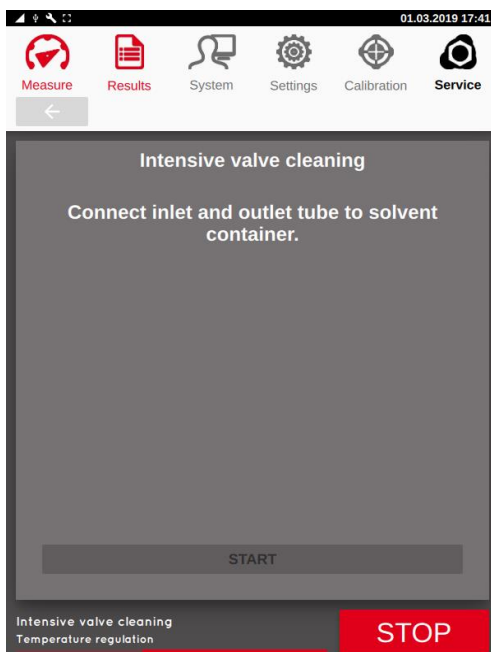 01.03.2019 17:41
Measure Results System Settings Calibration Service
Intensive valve cleaning
Connect inlet and outlet tube to solvent
container.
START
Intensive valve cleaning
Temperature regulation
STOP